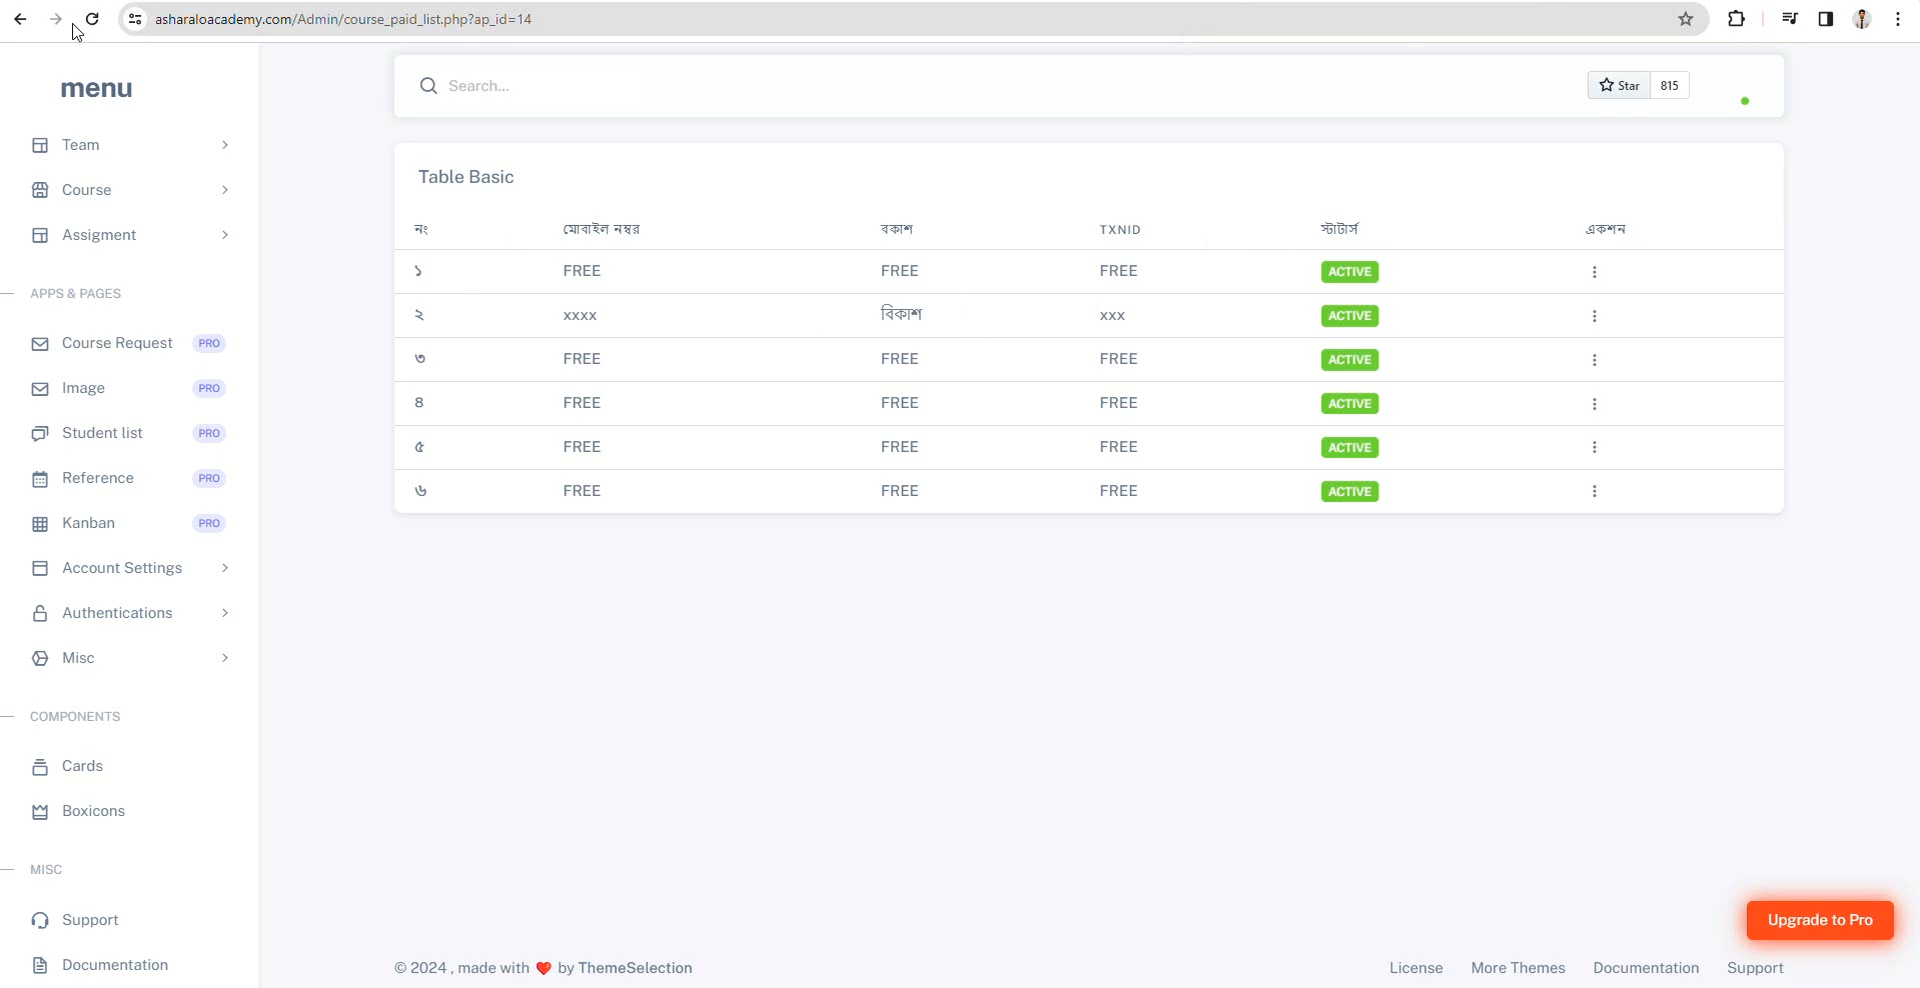 asharaloacademy.com/Admin/course_paid_list.php?ap_id=14
menu
Search...
Star 815
Team
Course
Assigment
APPS & PAGES
Course Request PRO
Image PRO
Student list PRO
Reference PRO
Kanban PRO
Account Settings
Authentications
Misc
COMPONENTS
Cards
Boxicons
MISC
Support
Documentation
Table Basic
নং মোবাইল নম্বর বকাশ TXNID স্টাটার্স একশন
১ FREE FREE FREE ACTIVE
২ xxxx বিকাশ xxx ACTIVE
৩ FREE FREE FREE ACTIVE
৪ FREE FREE FREE ACTIVE
৫ FREE FREE FREE ACTIVE
৬ FREE FREE FREE ACTIVE
Upgrade to Pro
© 2024 , made with ❤️ by ThemeSelection
License More Themes Documentation Support